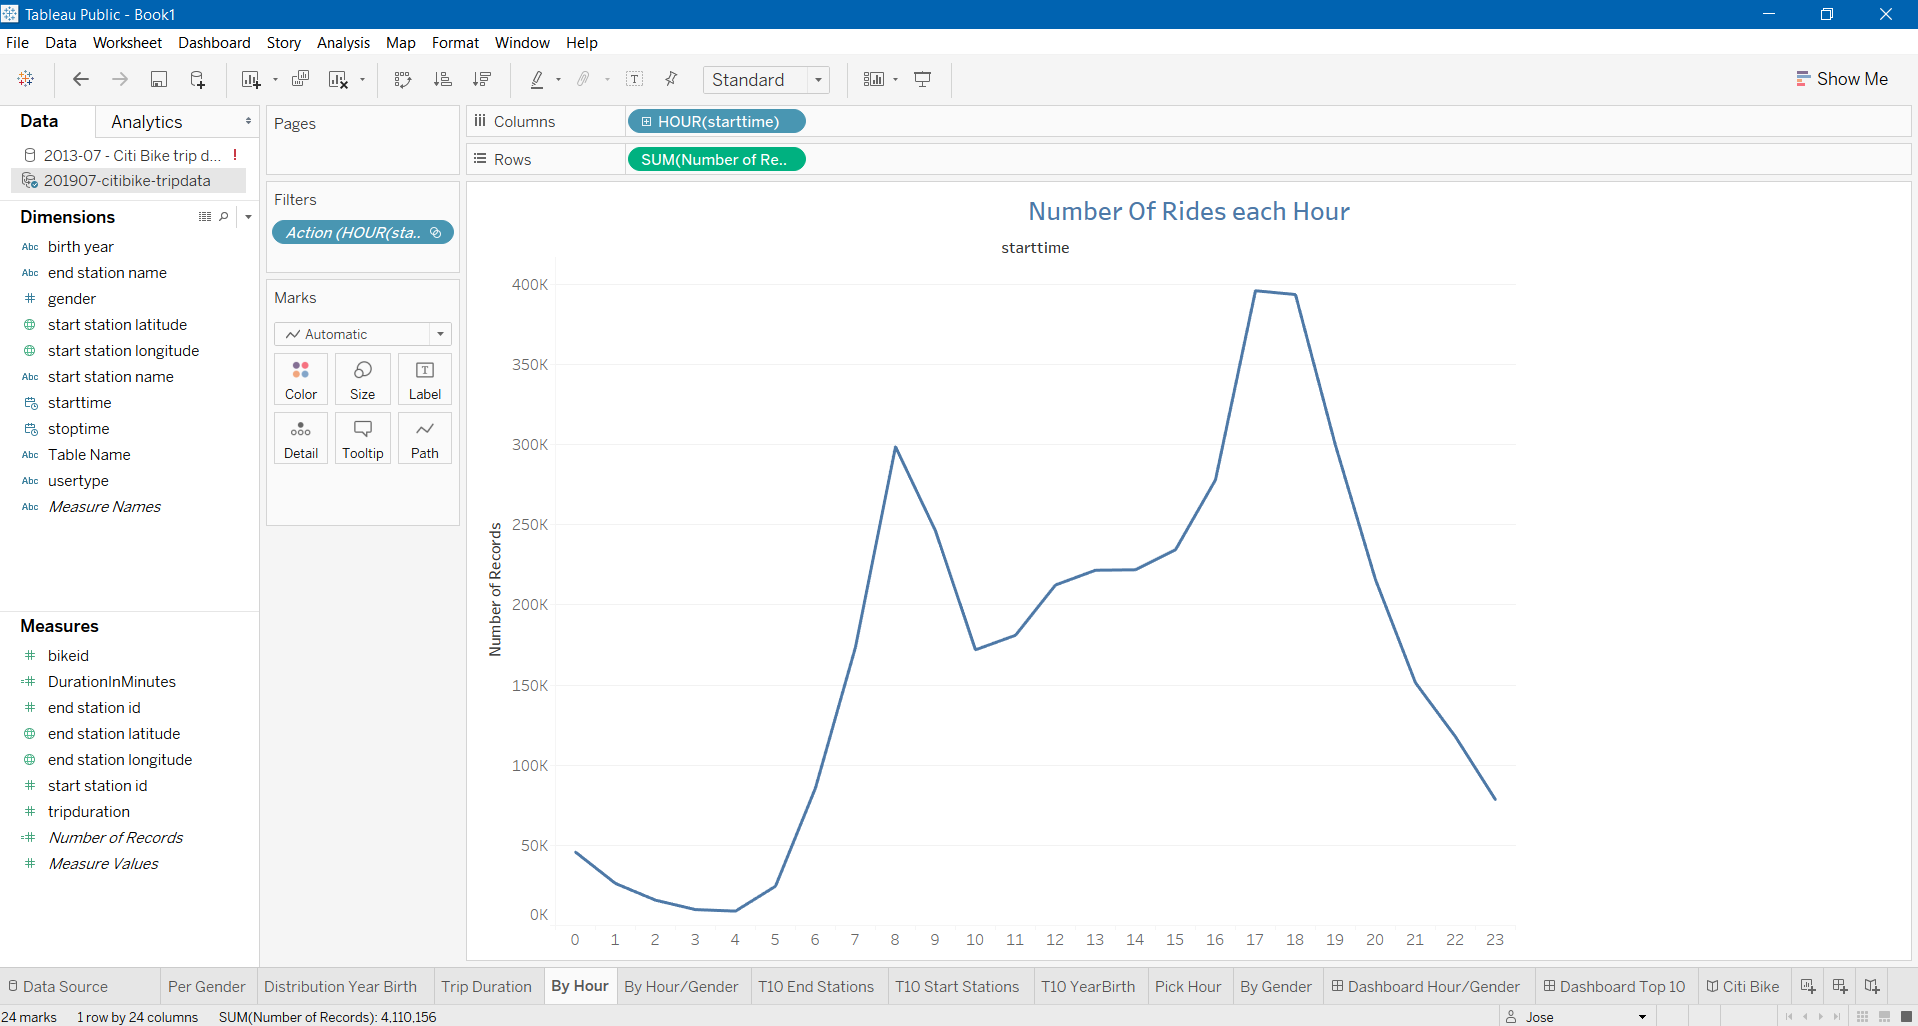 Tableau Public - Book1
File Data Worksheet Dashboard Story Analysis Map Format Window Help
Standard
Show Me
Data Analytics
2013-07 - Citi Bike trip d... !
201907-citibike-tripdata
Dimensions
Abc birth year
Abc end station name
# gender
start station latitude
start station longitude
Abc start station name
starttime
stoptime
Abc Table Name
Abc usertype
Abc Measure Names
Measures
# bikeid
=# DurationInMinutes
# end station id
end station latitude
end station longitude
# start station id
# tripduration
=# Number of Records
# Measure Values
Pages
Filters
Action (HOUR(sta..
Marks
Automatic
Color Size Label
Detail Tooltip Path
Columns HOUR(starttime)
Rows SUM(Number of Re..
Number Of Rides each Hour
starttime
Number of Records
400K
350K
300K
250K
200K
150K
100K
50K
0K
0 1 2 3 4 5 6 7 8 9 10 11 12 13 14 15 16 17 18 19 20 21 22 23
Data Source Per Gender Distribution Year Birth Trip Duration By Hour By Hour/Gender T10 End Stations T10 Start Stations T10 YearBirth Pick Hour By Gender Dashboard Hour/Gender Dashboard Top 10 Citi Bike
24 marks 1 row by 24 columns SUM(Number of Records): 4,110,156 Jose